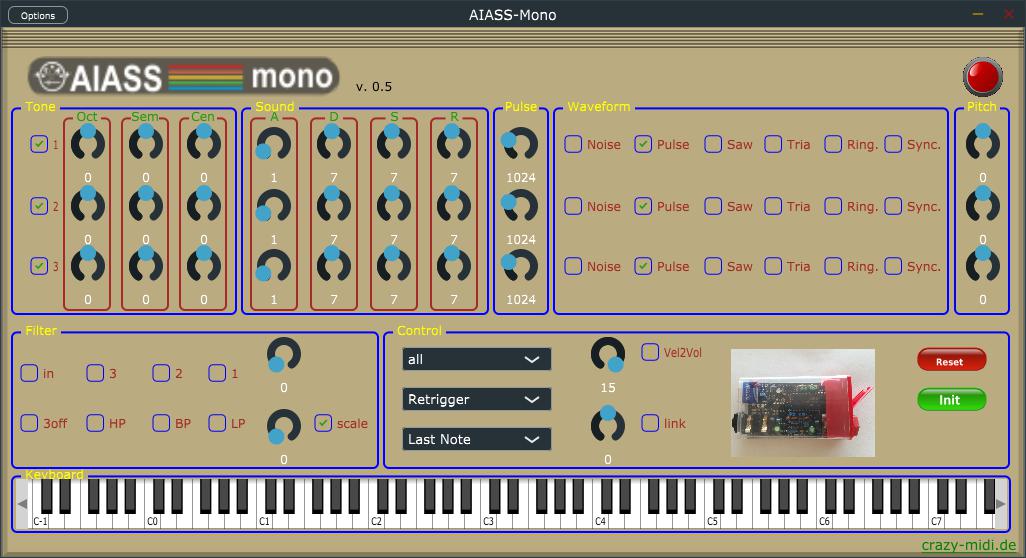 Options AIASS-Mono
AIASS mono v. 0.5
Tone Sound Pulse Waveform Pitch
Oct Sem Cen A D S R
1 Noise Pulse Saw Tria Ring. Sync.
0 0 0 1 7 7 7 1024 0
2 Noise Pulse Saw Tria Ring. Sync.
0 0 0 1 7 7 7 1024 0
3 Noise Pulse Saw Tria Ring. Sync.
0 0 0 1 7 7 7 1024 0
Filter
in 3 2 1
0
3off HP BP LP scale
0
Control
all Vel2Vol
15
Retrigger
Last Note link
0
Reset
Init
Keyboard
C-1 C0 C1 C2 C3 C4 C5 C6 C7
crazy-midi.de